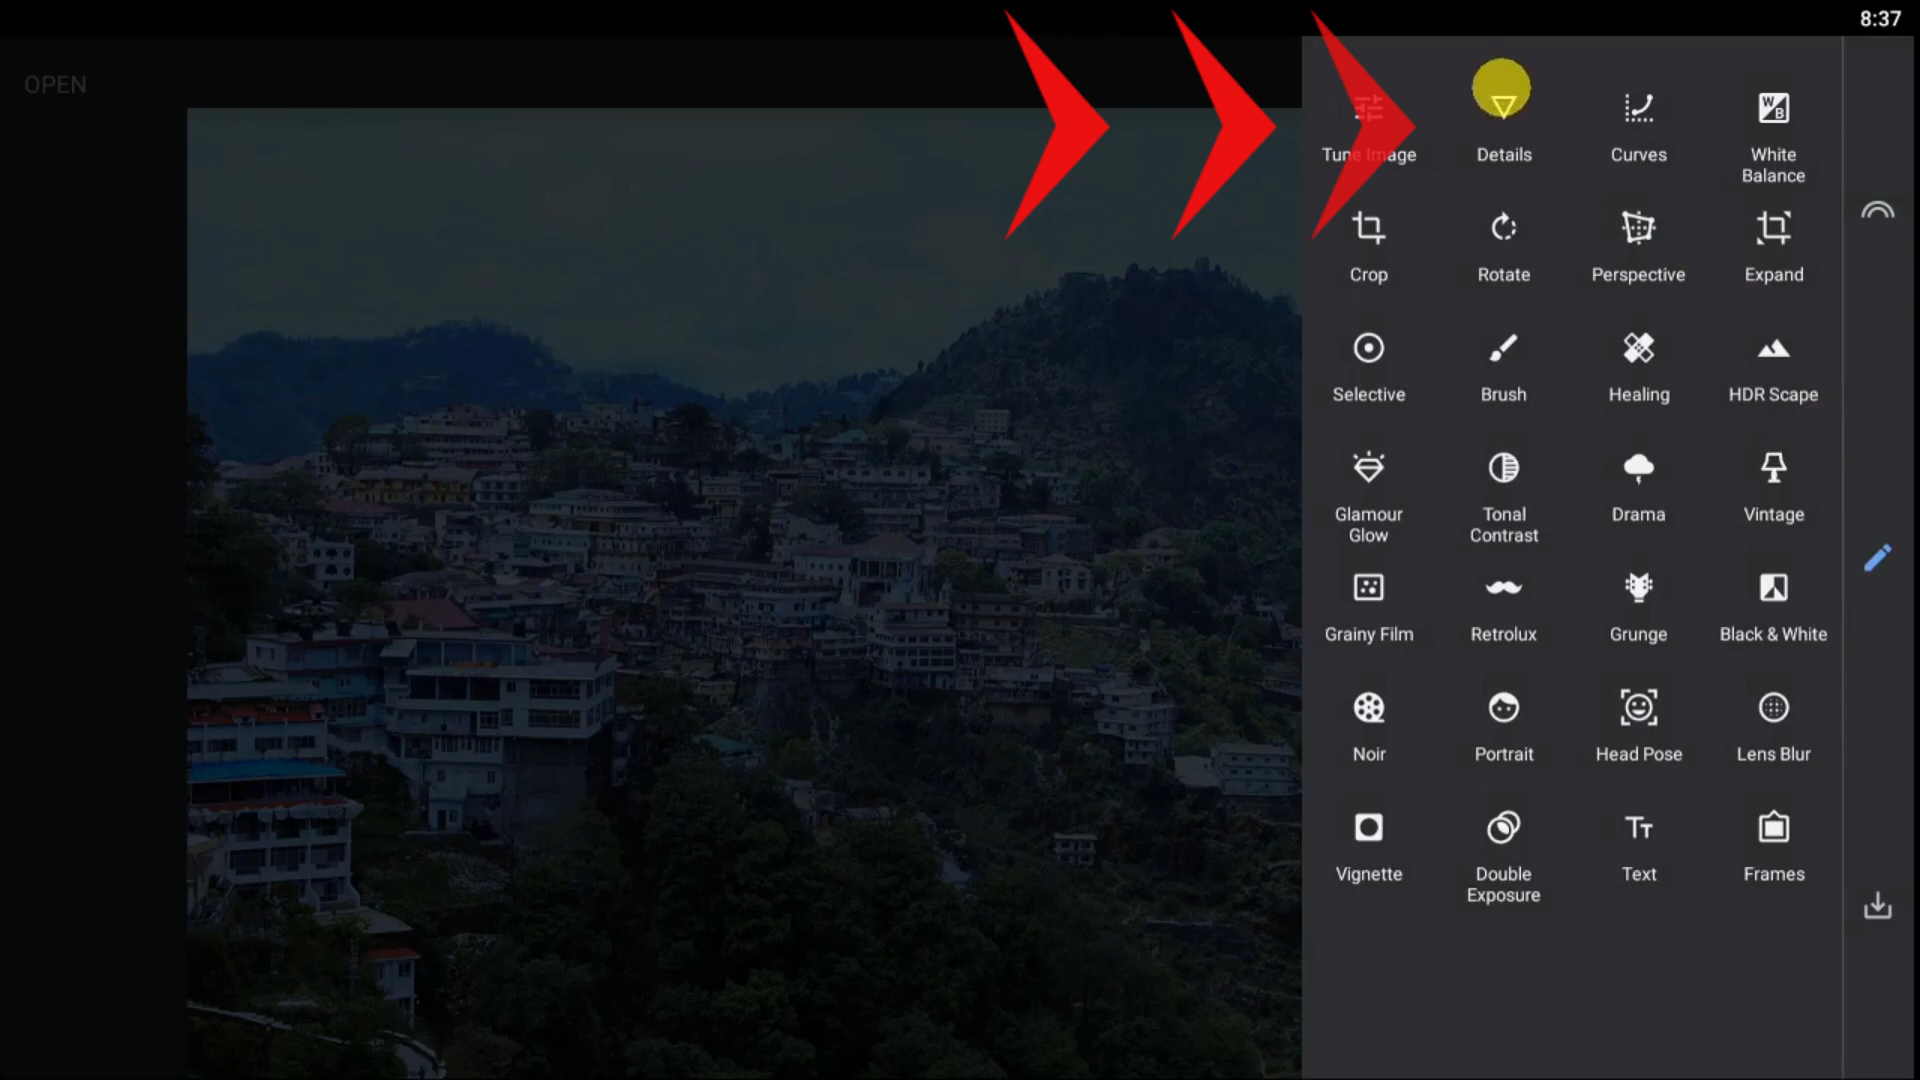 8:37
OPEN
Tune Image
Details
Curves
White
Balance
Crop
Rotate
Perspective
Expand
Selective
Brush
Healing
HDR Scape
Glamour
Glow
Tonal
Contrast
Drama
Vintage
Grainy Film
Retrolux
Grunge
Black & White
Noir
Portrait
Head Pose
Lens Blur
Vignette
Double
Exposure
Text
Frames